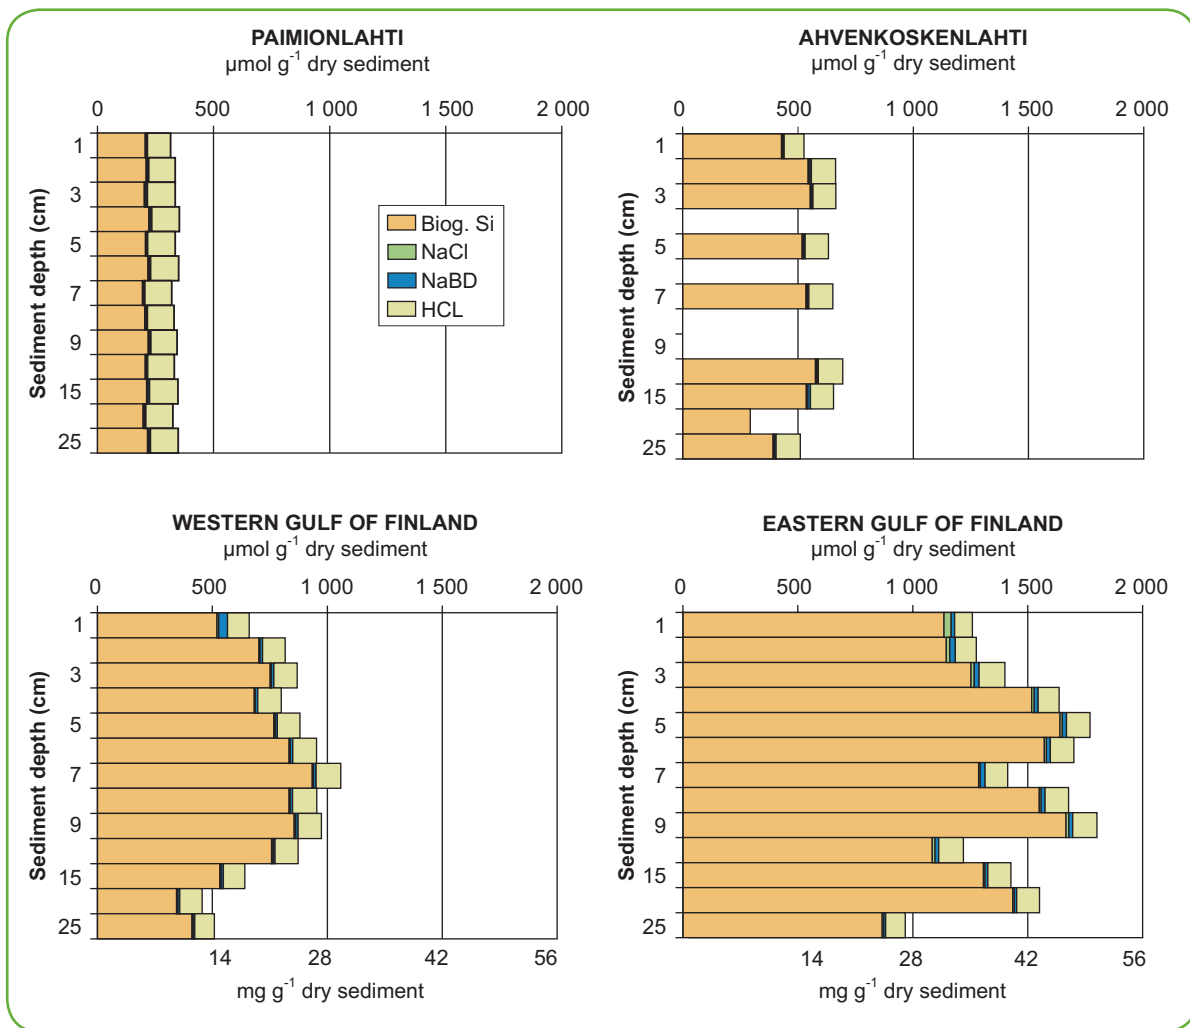 PAIMIONLAHTI
µmol g-1 dry sediment
0 500 1 000 1 500 2 000
Sediment depth (cm)
1
3
5
7
9
15
25
Biog. Si
NaCl
NaBD
HCL
AHVENKOSKENLAHTI
µmol g-1 dry sediment
0 500 1 000 1 500 2 000
Sediment depth (cm)
1
3
5
7
9
15
25
WESTERN GULF OF FINLAND
µmol g-1 dry sediment
0 500 1 000 1 500 2 000
Sediment depth (cm)
1
3
5
7
9
15
25
14 28 42 56
mg g-1 dry sediment
EASTERN GULF OF FINLAND
µmol g-1 dry sediment
0 500 1 000 1 500 2 000
Sediment depth (cm)
1
3
5
7
9
15
25
14 28 42 56
mg g-1 dry sediment